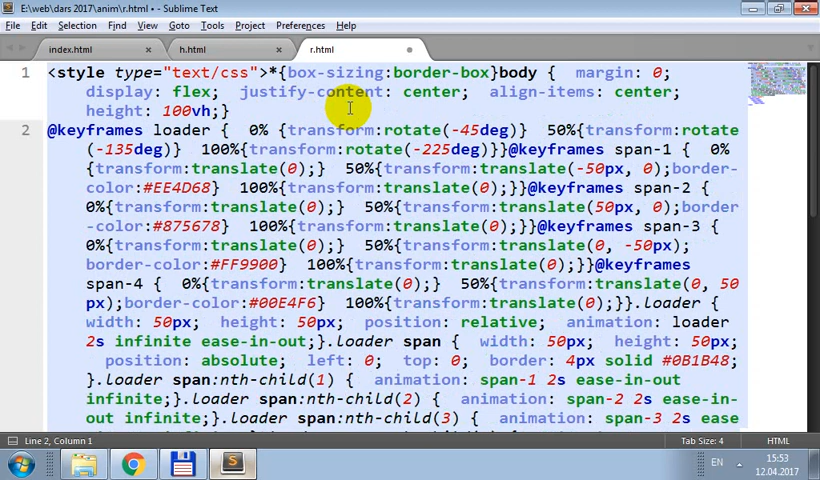 E:\web\dars 2017\anim\r.html • - Sublime Text
File Edit Selection Find View Goto Tools Project Preferences Help
index.html h.html r.html
1 <style type="text/css">*{box-sizing:border-box}body {  margin: 0;
display: flex;  justify-content: center;  align-items: center;
height: 100vh;}
2 @keyframes loader {  0% {transform:rotate(-45deg)}  50%{transform:rotate
(-135deg)}  100%{transform:rotate(-225deg)}}@keyframes span-1 {  0%
{transform:translate(0);}  50%{transform:translate(-50px, 0);border-
color:#EE4D68}  100%{transform:translate(0);}}@keyframes span-2 {
0%{transform:translate(0);}  50%{transform:translate(50px, 0);border
-color:#875678}  100%{transform:translate(0);}}@keyframes span-3 {
0%{transform:translate(0);}  50%{transform:translate(0, -50px);
border-color:#FF9900}  100%{transform:translate(0);}}@keyframes
span-4 {  0%{transform:translate(0);}  50%{transform:translate(0, 50
px);border-color:#00E4F6}  100%{transform:translate(0);}}.loader {
width: 50px;  height: 50px;  position: relative;  animation: loader
2s infinite ease-in-out;}.loader span {  width: 50px;  height: 50px;
position: absolute;  left: 0;  top: 0;  border: 4px solid #0B1B48;
}.loader span:nth-child(1) {  animation: span-1 2s ease-in-out
infinite;}.loader span:nth-child(2) {  animation: span-2 2s ease-in-
out infinite;}.loader span:nth-child(3) {  animation: span-3 2s ease
Line 2, Column 1 Tab Size: 4 HTML
EN 15:53
12.04.2017